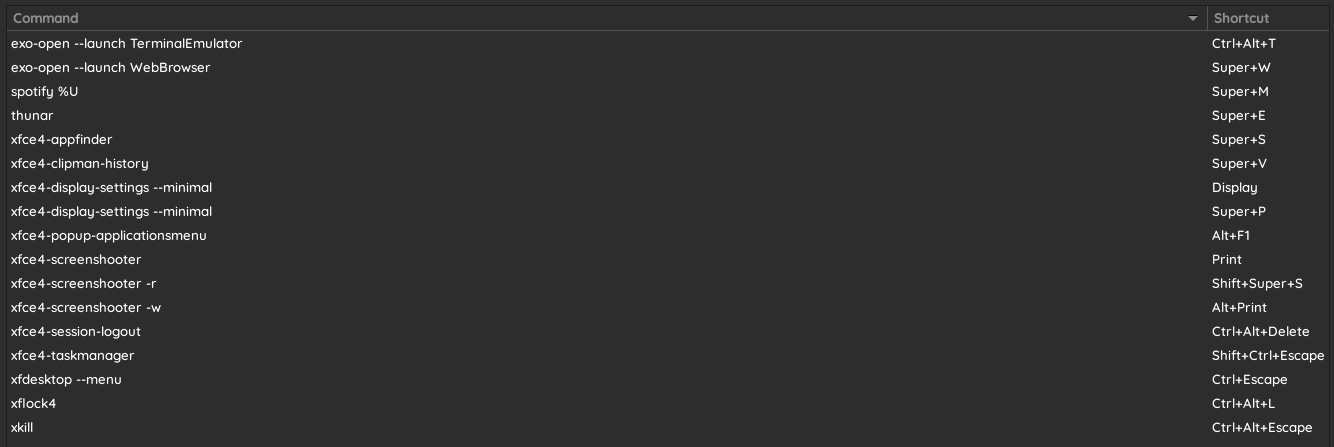 Command Shortcut
exo-open --launch TerminalEmulator Ctrl+Alt+T
exo-open --launch WebBrowser Super+W
spotify %U Super+M
thunar Super+E
xfce4-appfinder Super+S
xfce4-clipman-history Super+V
xfce4-display-settings --minimal Display
xfce4-display-settings --minimal Super+P
xfce4-popup-applicationsmenu Alt+F1
xfce4-screenshooter Print
xfce4-screenshooter -r Shift+Super+S
xfce4-screenshooter -w Alt+Print
xfce4-session-logout Ctrl+Alt+Delete
xfce4-taskmanager Shift+Ctrl+Escape
xfdesktop --menu Ctrl+Escape
xflock4 Ctrl+Alt+L
xkill Ctrl+Alt+Escape